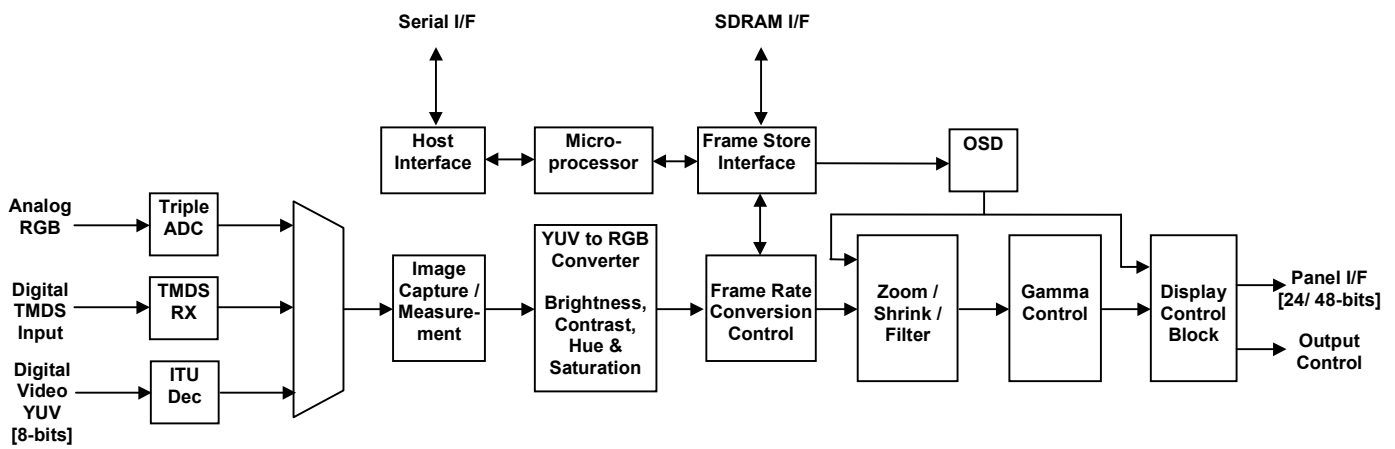 Serial I/F
SDRAM I/F
Host
Interface
Micro-
processor
Frame Store
Interface
OSD
Analog
RGB
Triple
ADC
Digital
TMDS
Input
TMDS
RX
Digital
Video
YUV
[8-bits]
ITU
Dec
Image
Capture /
Measure-
ment
YUV to RGB
Converter
Brightness,
Contrast,
Hue &
Saturation
Frame Rate
Conversion
Control
Zoom /
Shrink /
Filter
Gamma
Control
Display
Control
Block
Panel I/F
[24/ 48-bits]
Output
Control